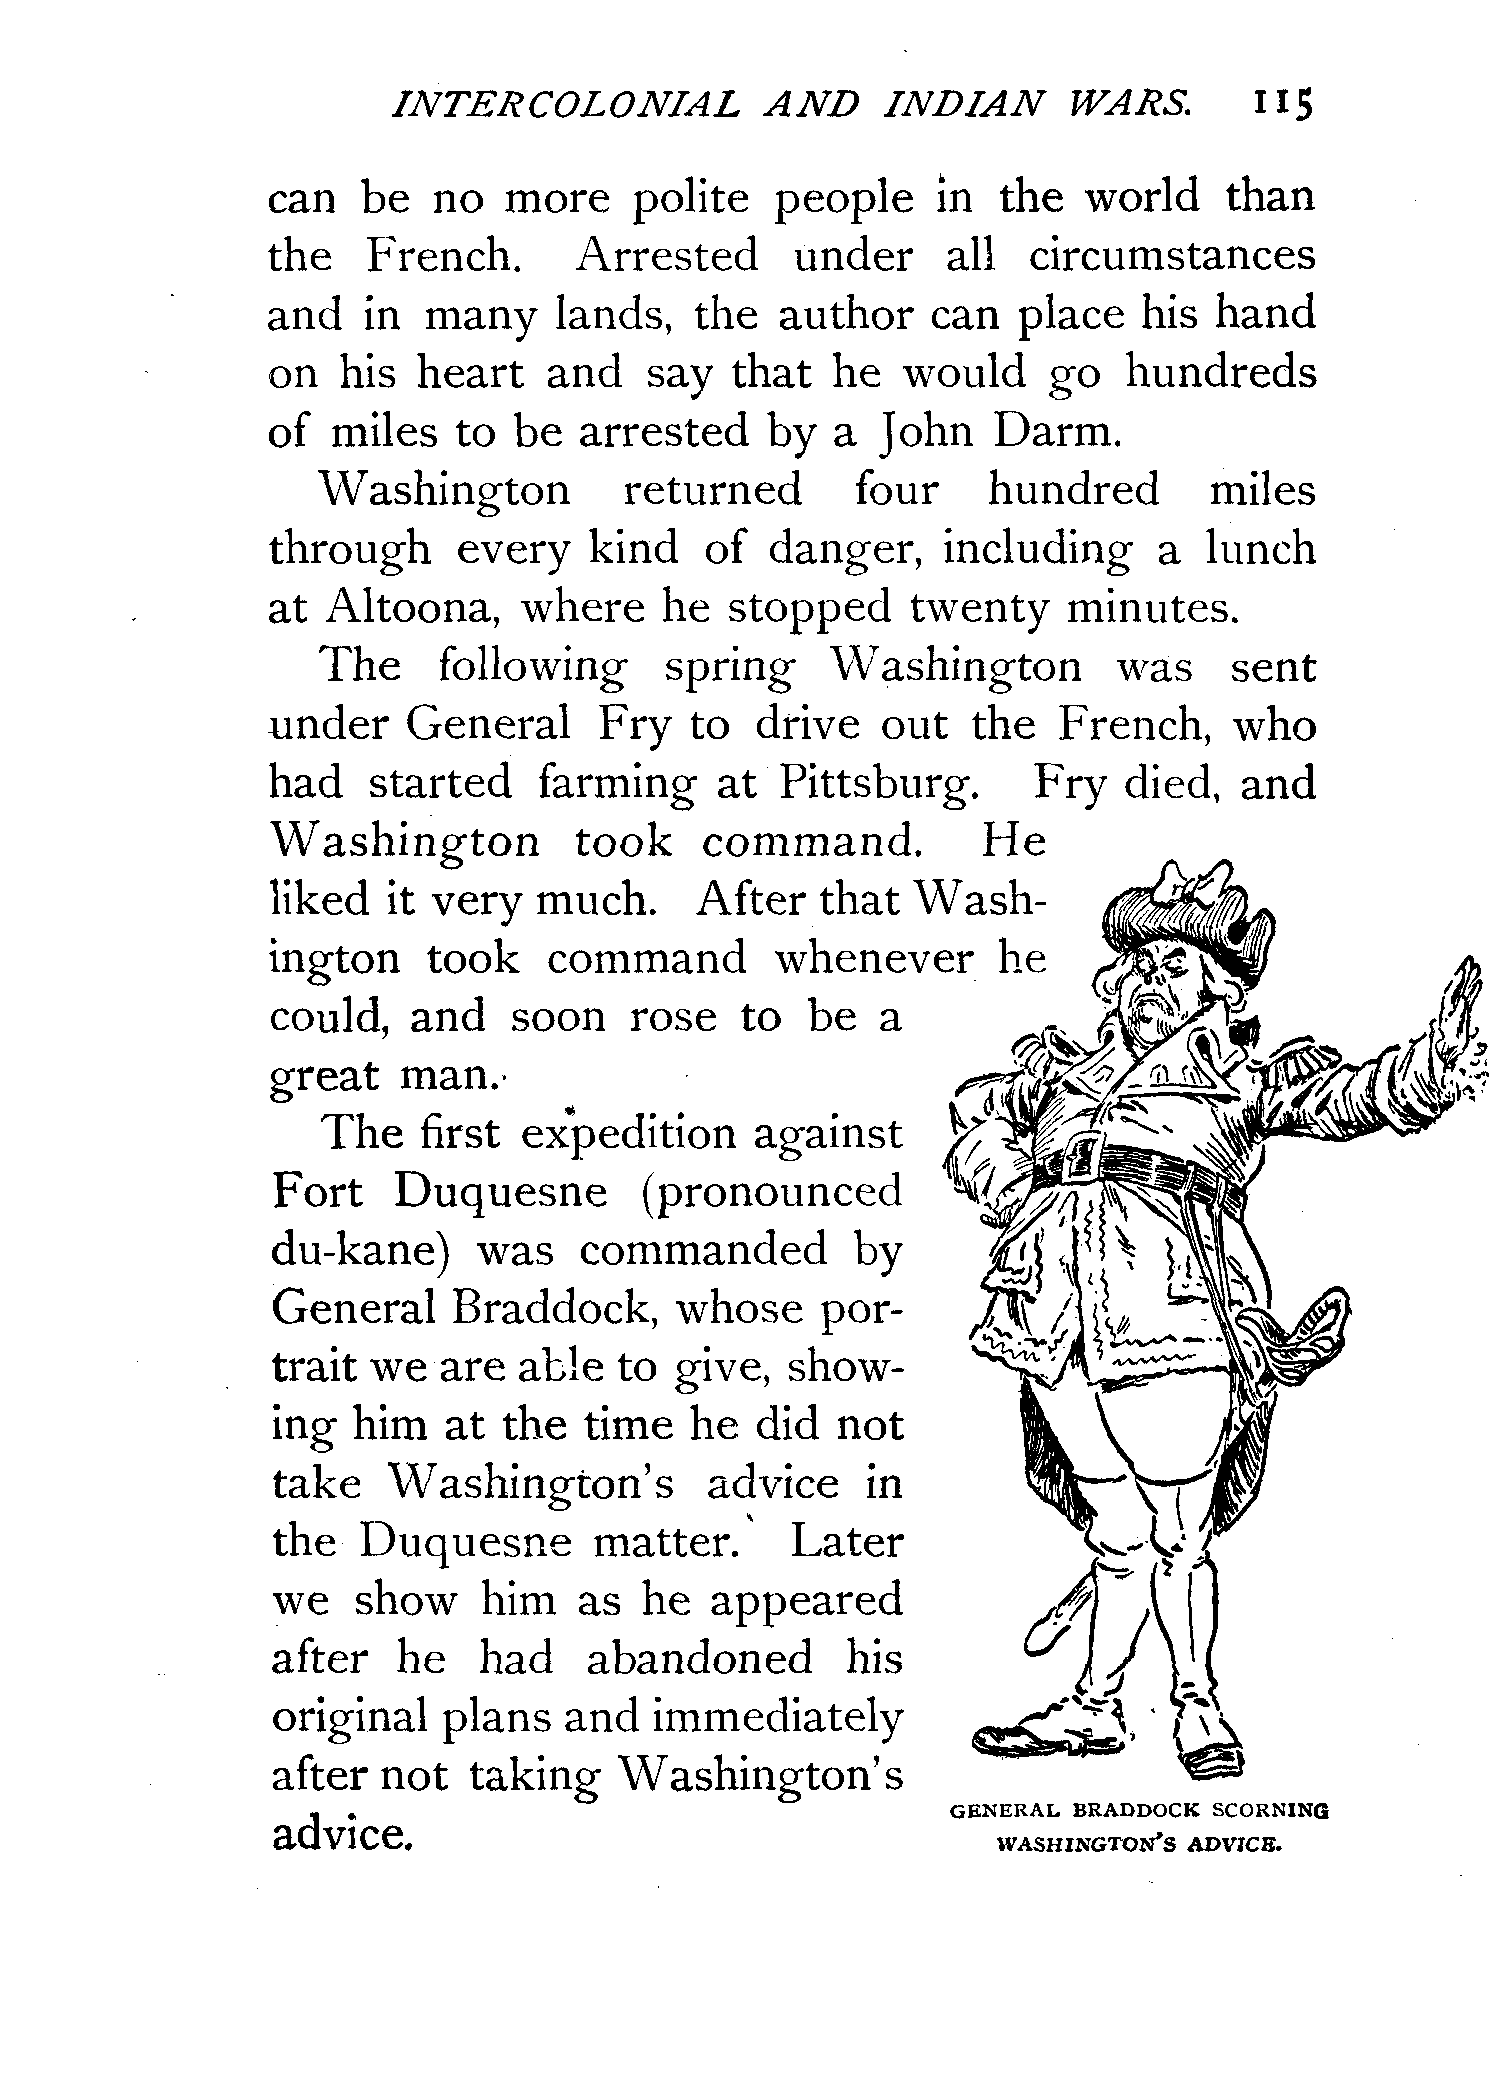 INTERCOLONIAL AND INDIAN WARS. 115
can be no more polite people in the world than
the French. Arrested under all circumstances
and in many lands, the author can place his hand
on his heart and say that he would go hundreds
of miles to be arrested by a John Darm.
Washington returned four hundred miles
through every kind of danger, including a lunch
at Altoona, where he stopped twenty minutes.
The following spring Washington was sent
under General Fry to drive out the French, who
had started farming at Pittsburg. Fry died, and
Washington took command. He
liked it very much. After that Wash-
ington took command whenever he
could, and soon rose to be a
great man.
The first expedition against
Fort Duquesne (pronounced
du-kane) was commanded by
General Braddock, whose por-
trait we are able to give, show-
ing him at the time he did not
take Washington's advice in
the Duquesne matter. Later
we show him as he appeared
after he had abandoned his
original plans and immediately
after not taking Washington's
advice.
GENERAL BRADDOCK SCORNING
WASHINGTON'S ADVICE.